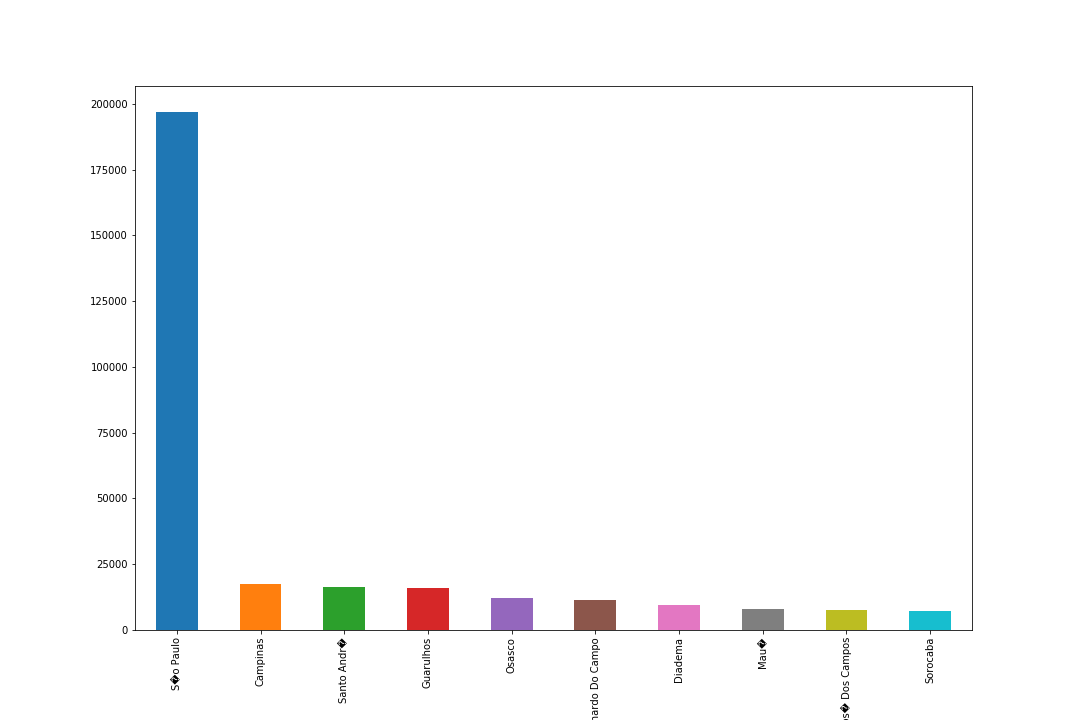 200000
175000
150000
125000
100000
75000
50000
25000
0
S�o Paulo
Campinas
Santo Andr�
Guarulhos
Osasco
nardo Do Campo
Diadema
Mau�
s� Dos Campos
Sorocaba